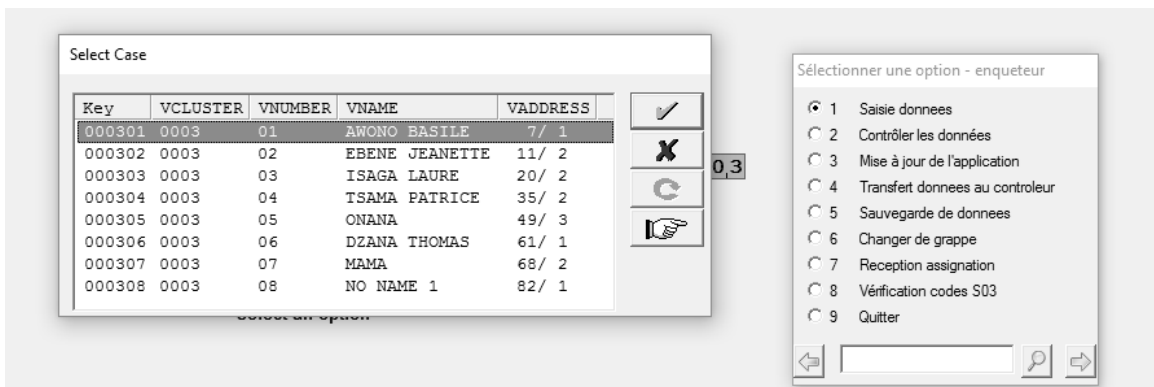 Select Case
Key VCLUSTER VNUMBER VNAME VADDRESS
000301 0003 01 AWONO BASILE 7/ 1
000302 0003 02 EBENE JEANETTE 11/ 2
000303 0003 03 ISAGA LAURE 20/ 2
000304 0003 04 TSAMA PATRICE 35/ 2
000305 0003 05 ONANA 49/ 3
000306 0003 06 DZANA THOMAS 61/ 1
000307 0003 07 MAMA 68/ 2
000308 0003 08 NO NAME 1 82/ 1
0,3
Sélectionner une option - enqueteur
1 Saisie donnees
2 Contrôler les données
3 Mise à jour de l'application
4 Transfert donnees au controleur
5 Sauvegarde de donnees
6 Changer de grappe
7 Reception assignation
8 Vérification codes S03
9 Quitter